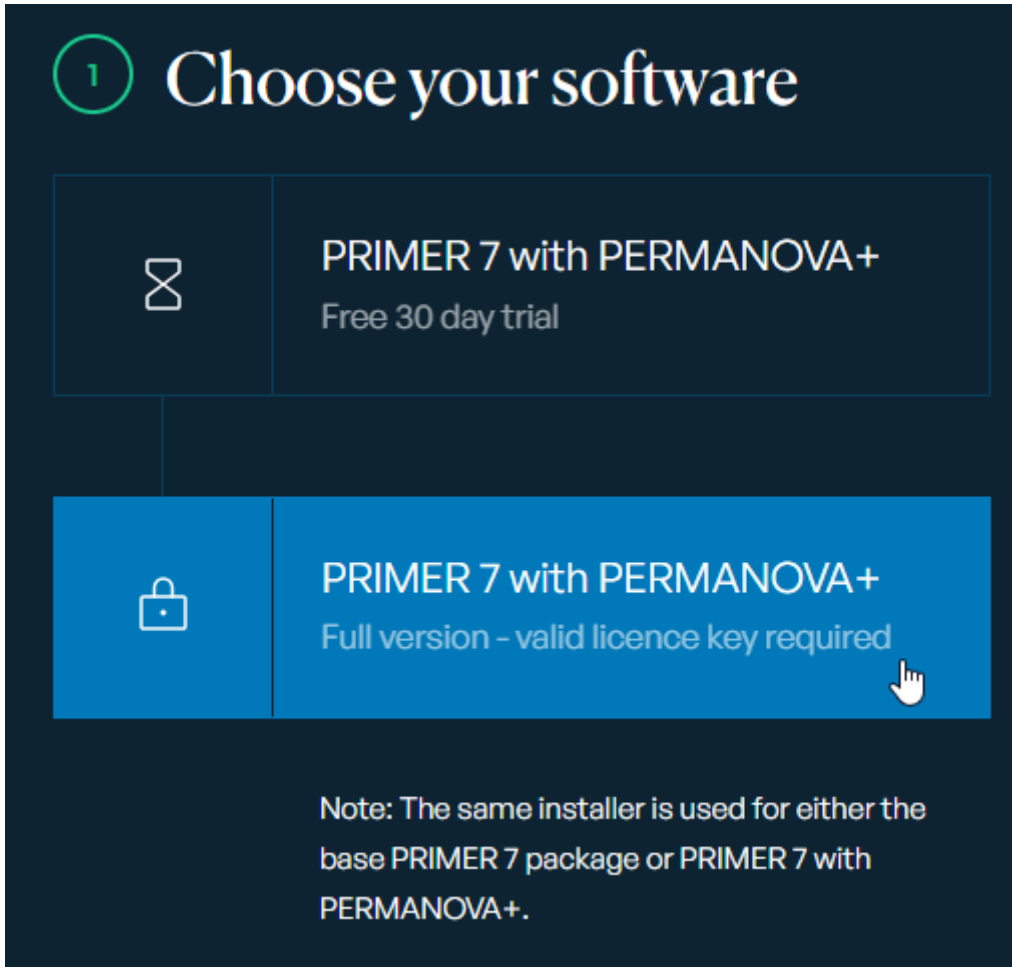 1
Choose your software
PRIMER 7 with PERMANOVA+
Free 30 day trial
PRIMER 7 with PERMANOVA+
Full version - valid licence key required
Note: The same installer is used for either the
base PRIMER 7 package or PRIMER 7 with
PERMANOVA+.